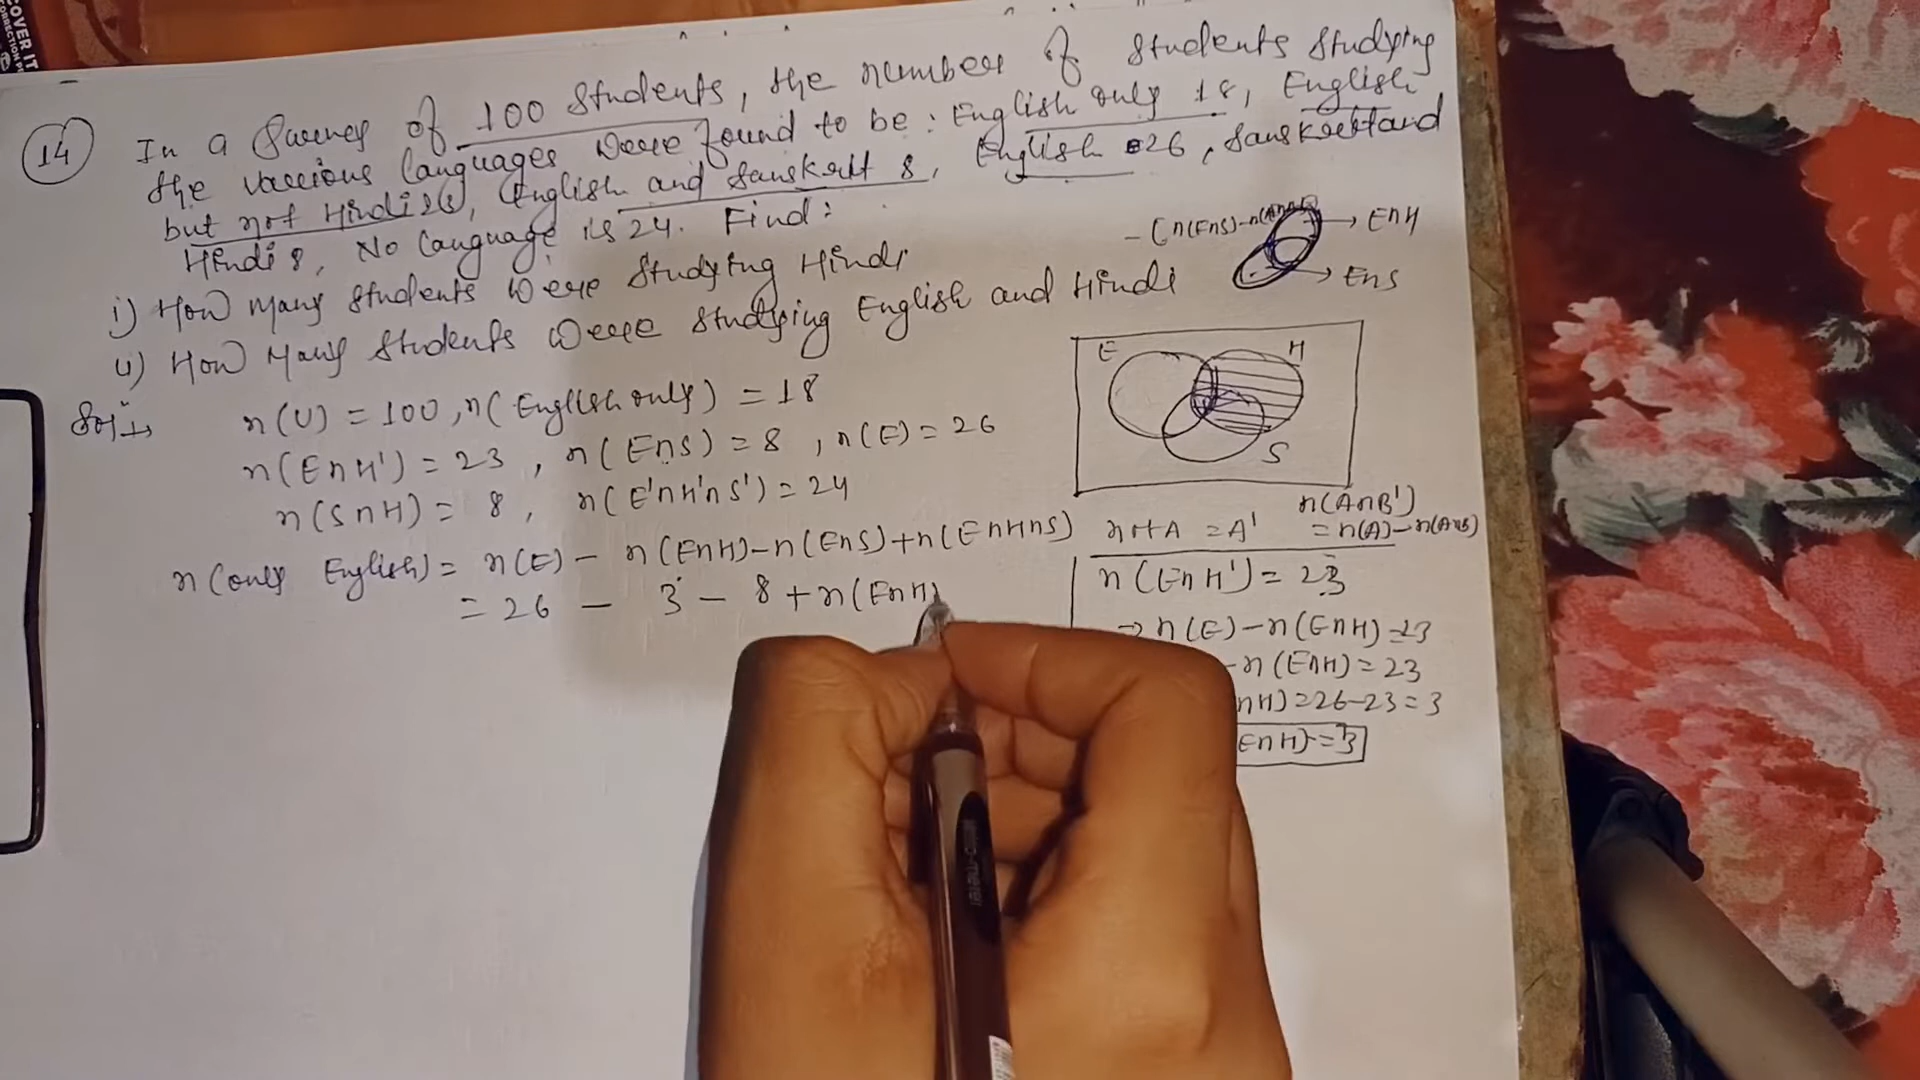 COVER IT
CORRECTION P
14
In a Survey of 100 Students, the number of Students Studying
the various languages were found to be: English only 18, English
but not Hindi 23, English and Sanskrit 8, English 26, Sanskrit and
Hindi 8, No language is 24. Find:
i) How many students were Studying Hindi
ii) How Many Students were studying English and Hindi
-[n(E∩S)-n(
→ E∩H
→ E∩S
E
H
S
Sol:→
n(U) = 100, n(English only) = 18
n(E∩H') = 23, n(E∩S) = 8, n(E) = 26
n(S∩H) = 8, n(E'∩H'∩S') = 24
n(only English) = n(E) - n(E∩H)-n(E∩S)+n(E∩H∩S)
= 26 - 3 - 8 + n(E∩H)
not A = A'
n(A∩B')
= n(A)-n(A∩B)
n(E∩H') = 23
⇒ n(E)-n(E∩H) = 23
-n(E∩H) = 23
∩H) = 26-23 = 3
E∩H) = 3